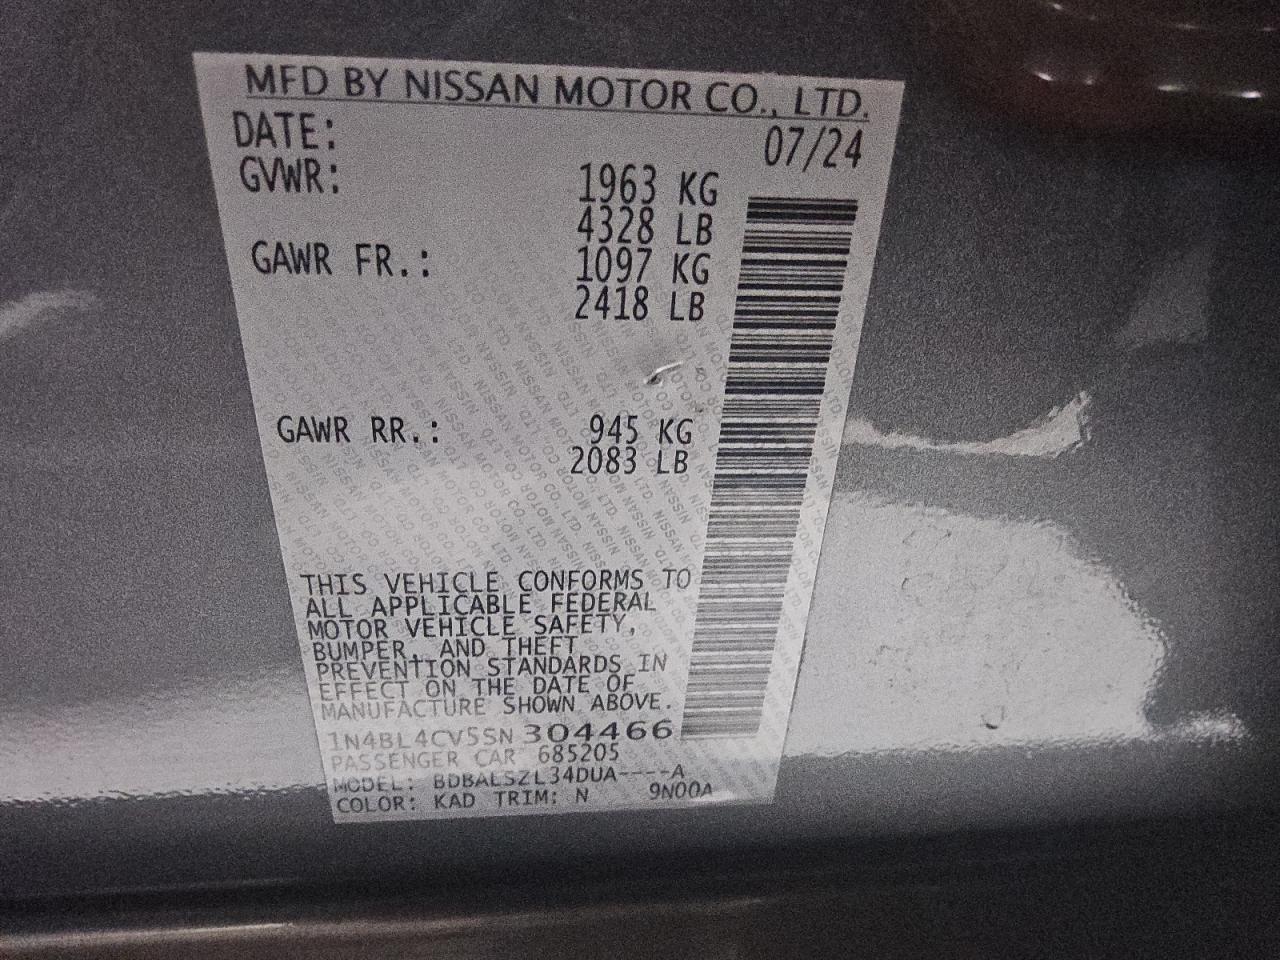 MFD BY NISSAN MOTOR CO., LTD.
DATE: 07/24
GVWR: 1963 KG
4328 LB
GAWR FR.: 1097 KG
2418 LB
GAWR RR.: 945 KG
2083 LB
THIS VEHICLE CONFORMS TO
ALL APPLICABLE FEDERAL
MOTOR VEHICLE SAFETY,
BUMPER, AND THEFT
PREVENTION STANDARDS IN
EFFECT ON THE DATE OF
MANUFACTURE SHOWN ABOVE.
1N4BL4CV5SN304466
PASSENGER CAR 685205
MODEL: BDBALSZL34DUA----A
COLOR: KAD TRIM: N 9N00A